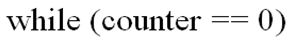 while (counter == 0)